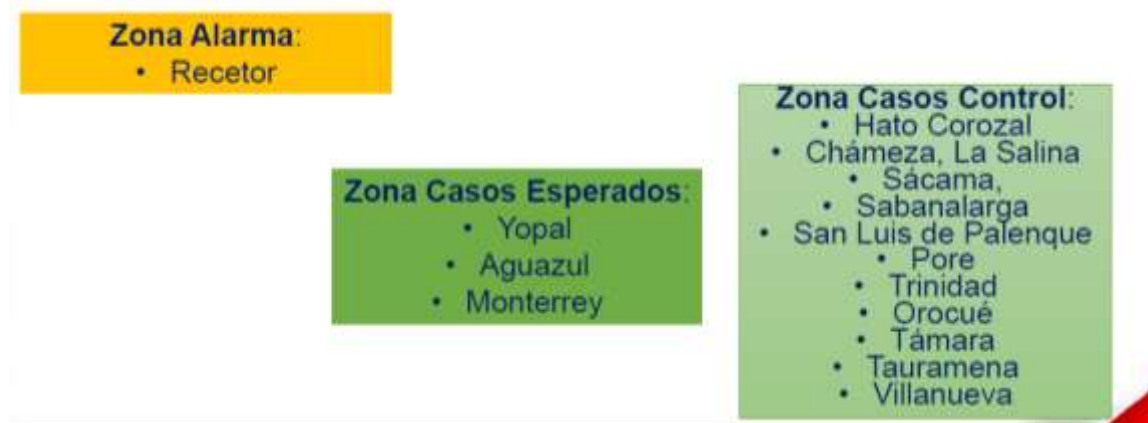 Zona Alarma:
• Recetor
Zona Casos Esperados:
• Yopal
• Aguazul
• Monterrey
Zona Casos Control:
• Hato Corozal
• Chámeza, La Salina
• Sácama,
• Sabanalarga
• San Luis de Palenque
• Pore
• Trinidad
• Orocué
• Támara
• Tauramena
• Villanueva